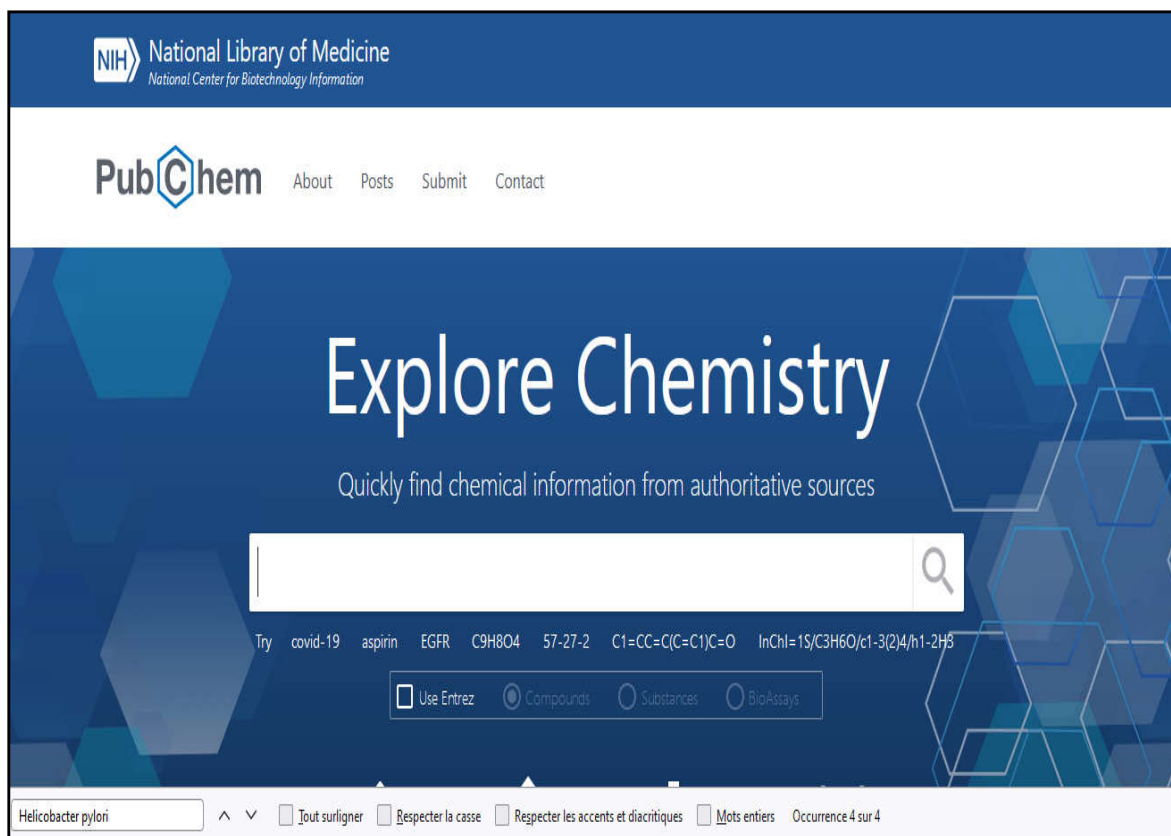 NIH National Library of Medicine
National Center for Biotechnology Information
PubChem About Posts Submit Contact
Explore Chemistry
Quickly find chemical information from authoritative sources
Try covid-19 aspirin EGFR C9H8O4 57-27-2 C1=CC=C(C=C1)C=O InChI=1S/C3H6O/c1-3(2)4/h1-2H3
Use Entrez Compounds Substances BioAssays
Helicobacter pylori Tout surligner Respecter la casse Respecter les accents et diacritiques Mots entiers Occurrence 4 sur 4